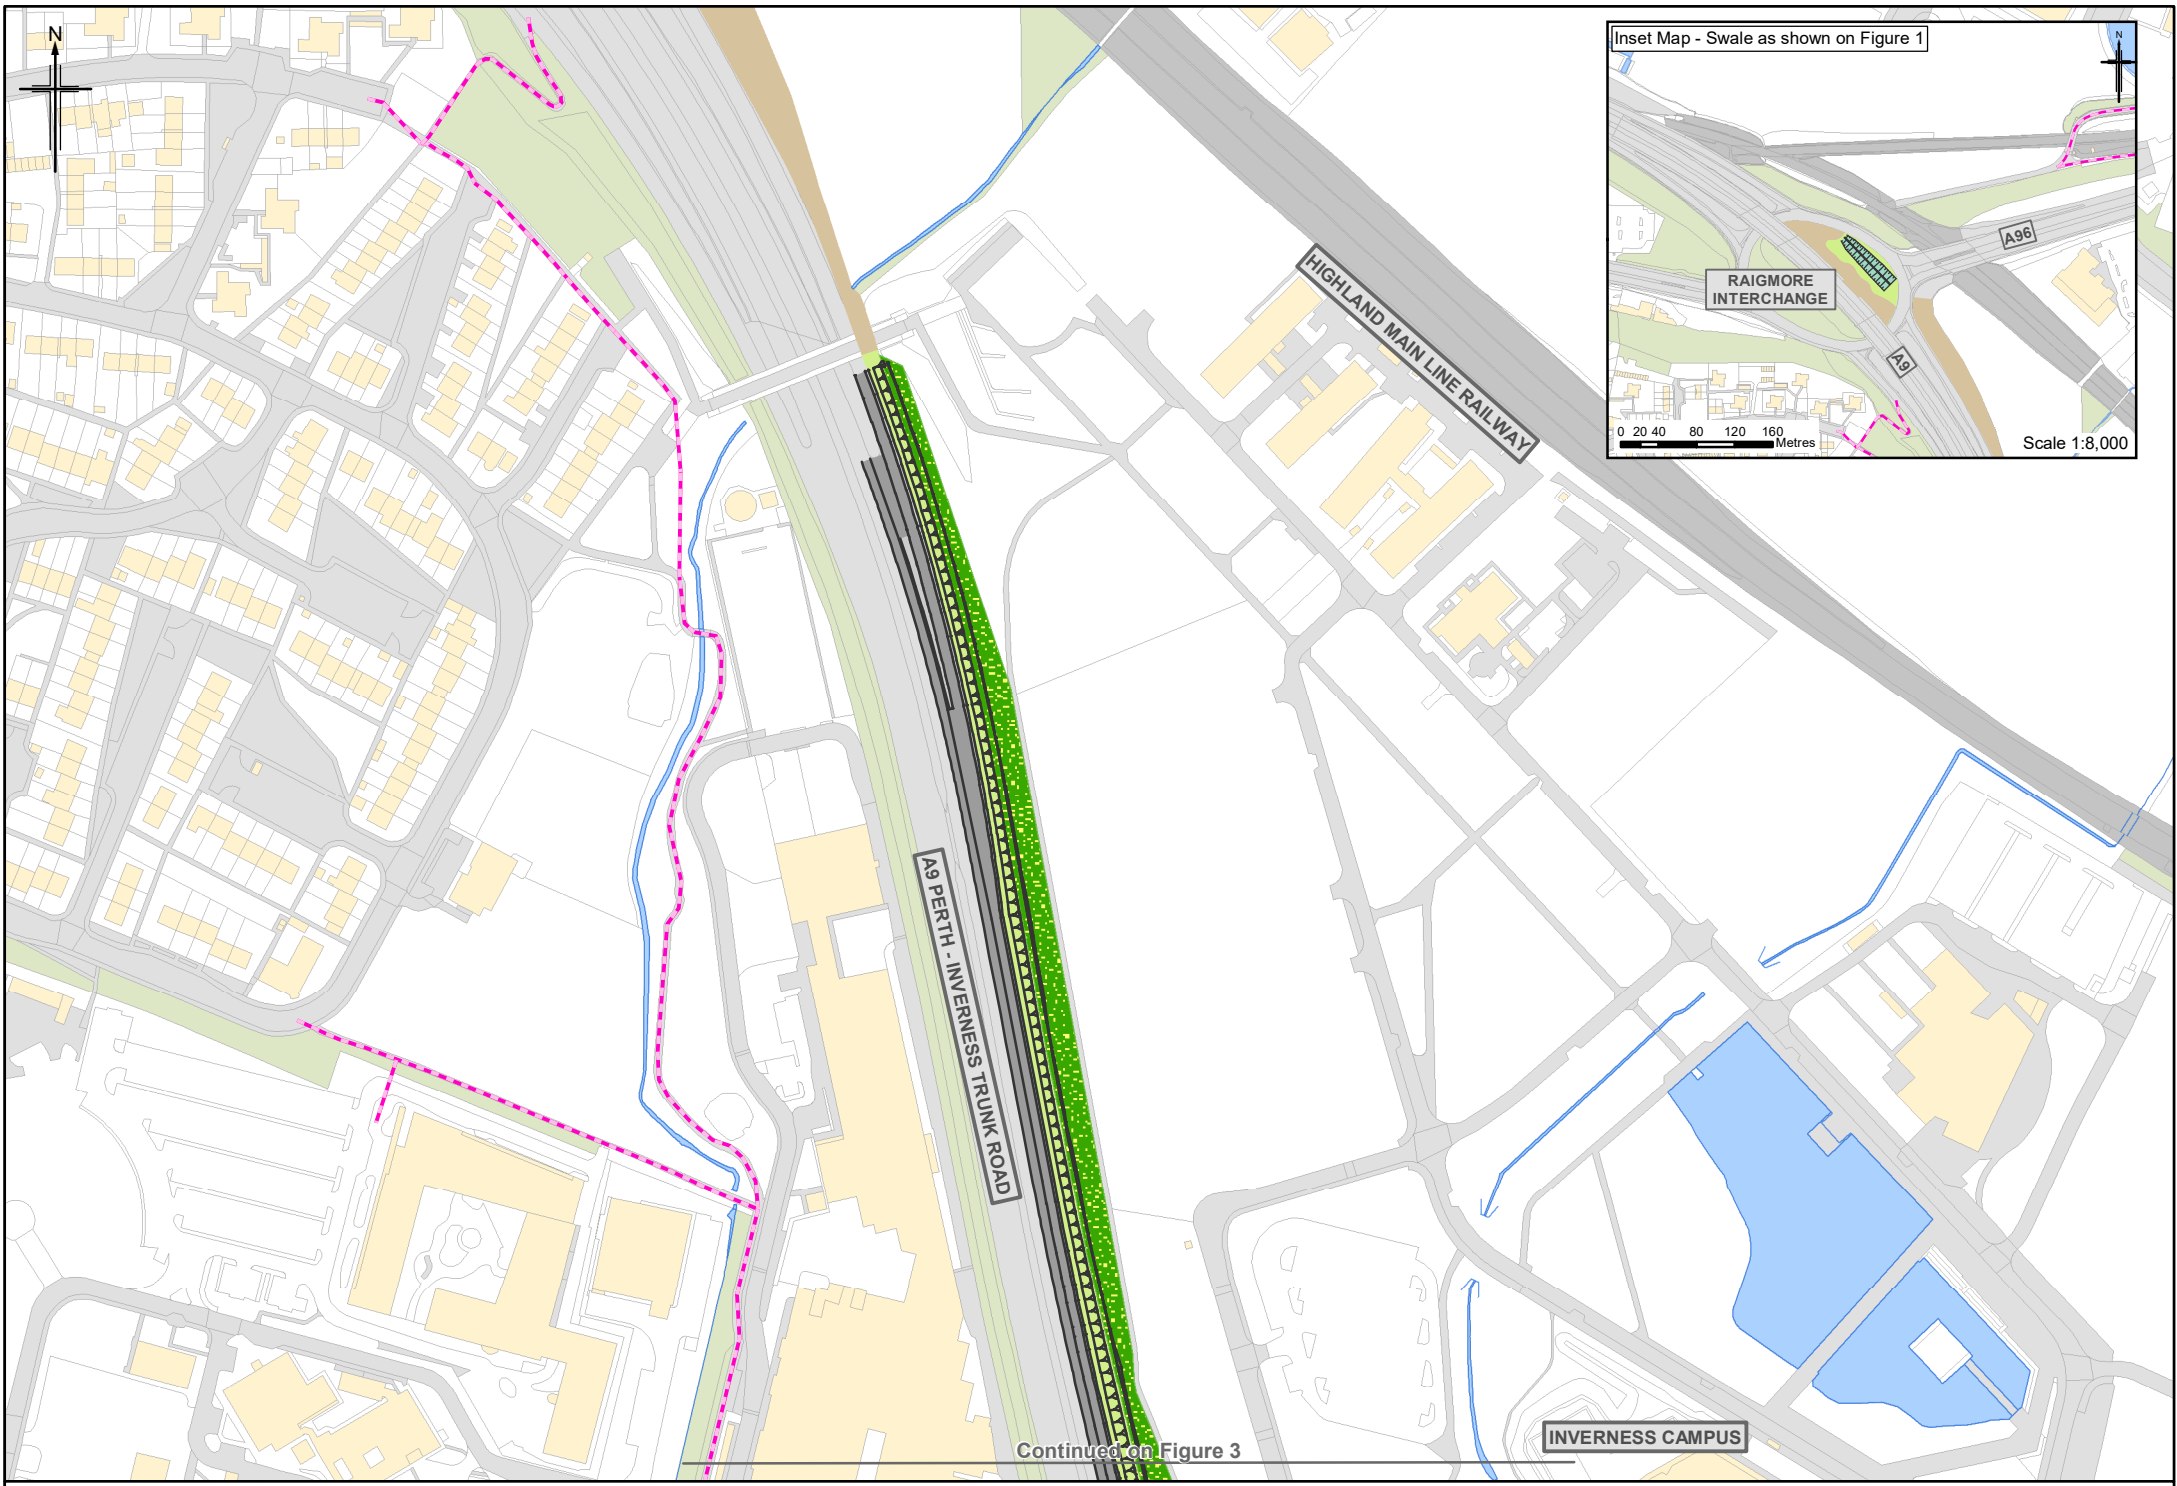 N
Inset Map - Swale as shown on Figure 1
N
A96
RAIGMORE
INTERCHANGE
A9
0 20 40 80 120 160
Metres
Scale 1:8,000
HIGHLAND MAIN LINE RAILWAY
A9 PERTH - INVERNESS TRUNK ROAD
INVERNESS CAMPUS
Continued on Figure 3